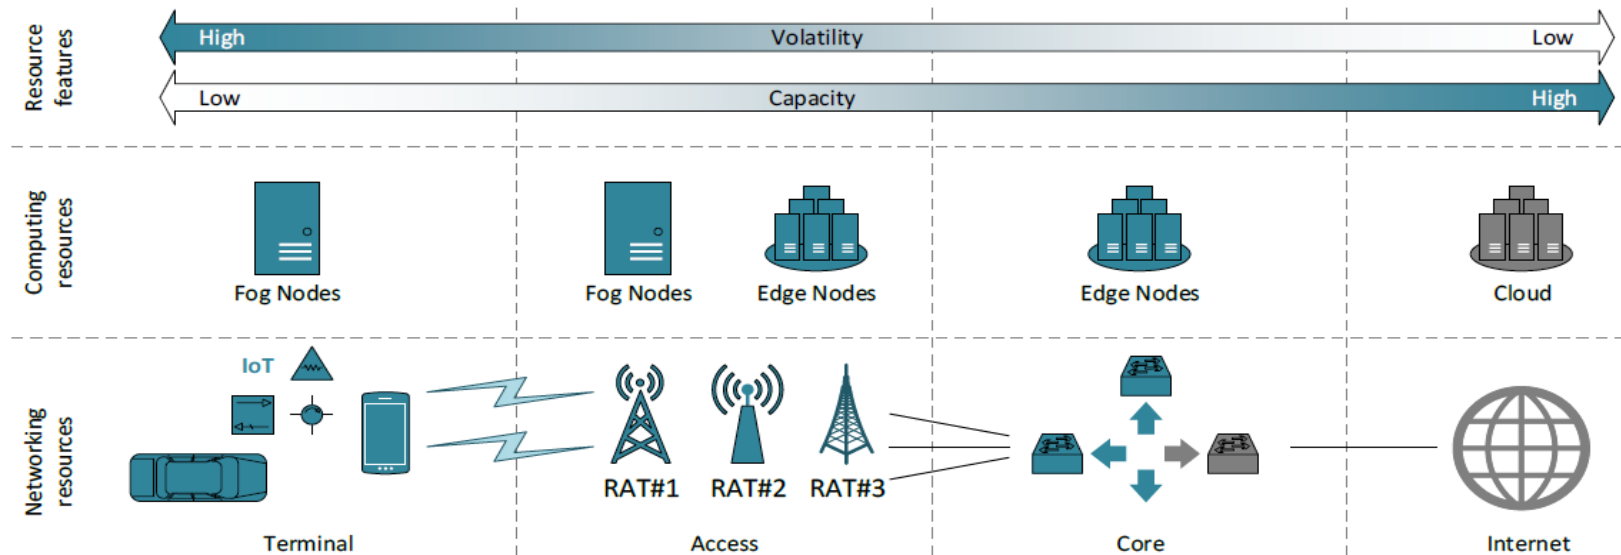 Resource
features
High Volatility Low
Low Capacity High
Computing
resources
Fog Nodes Fog Nodes Edge Nodes Edge Nodes Cloud
Networking
resources
IoT
RAT#1 RAT#2 RAT#3
Terminal Access Core Internet